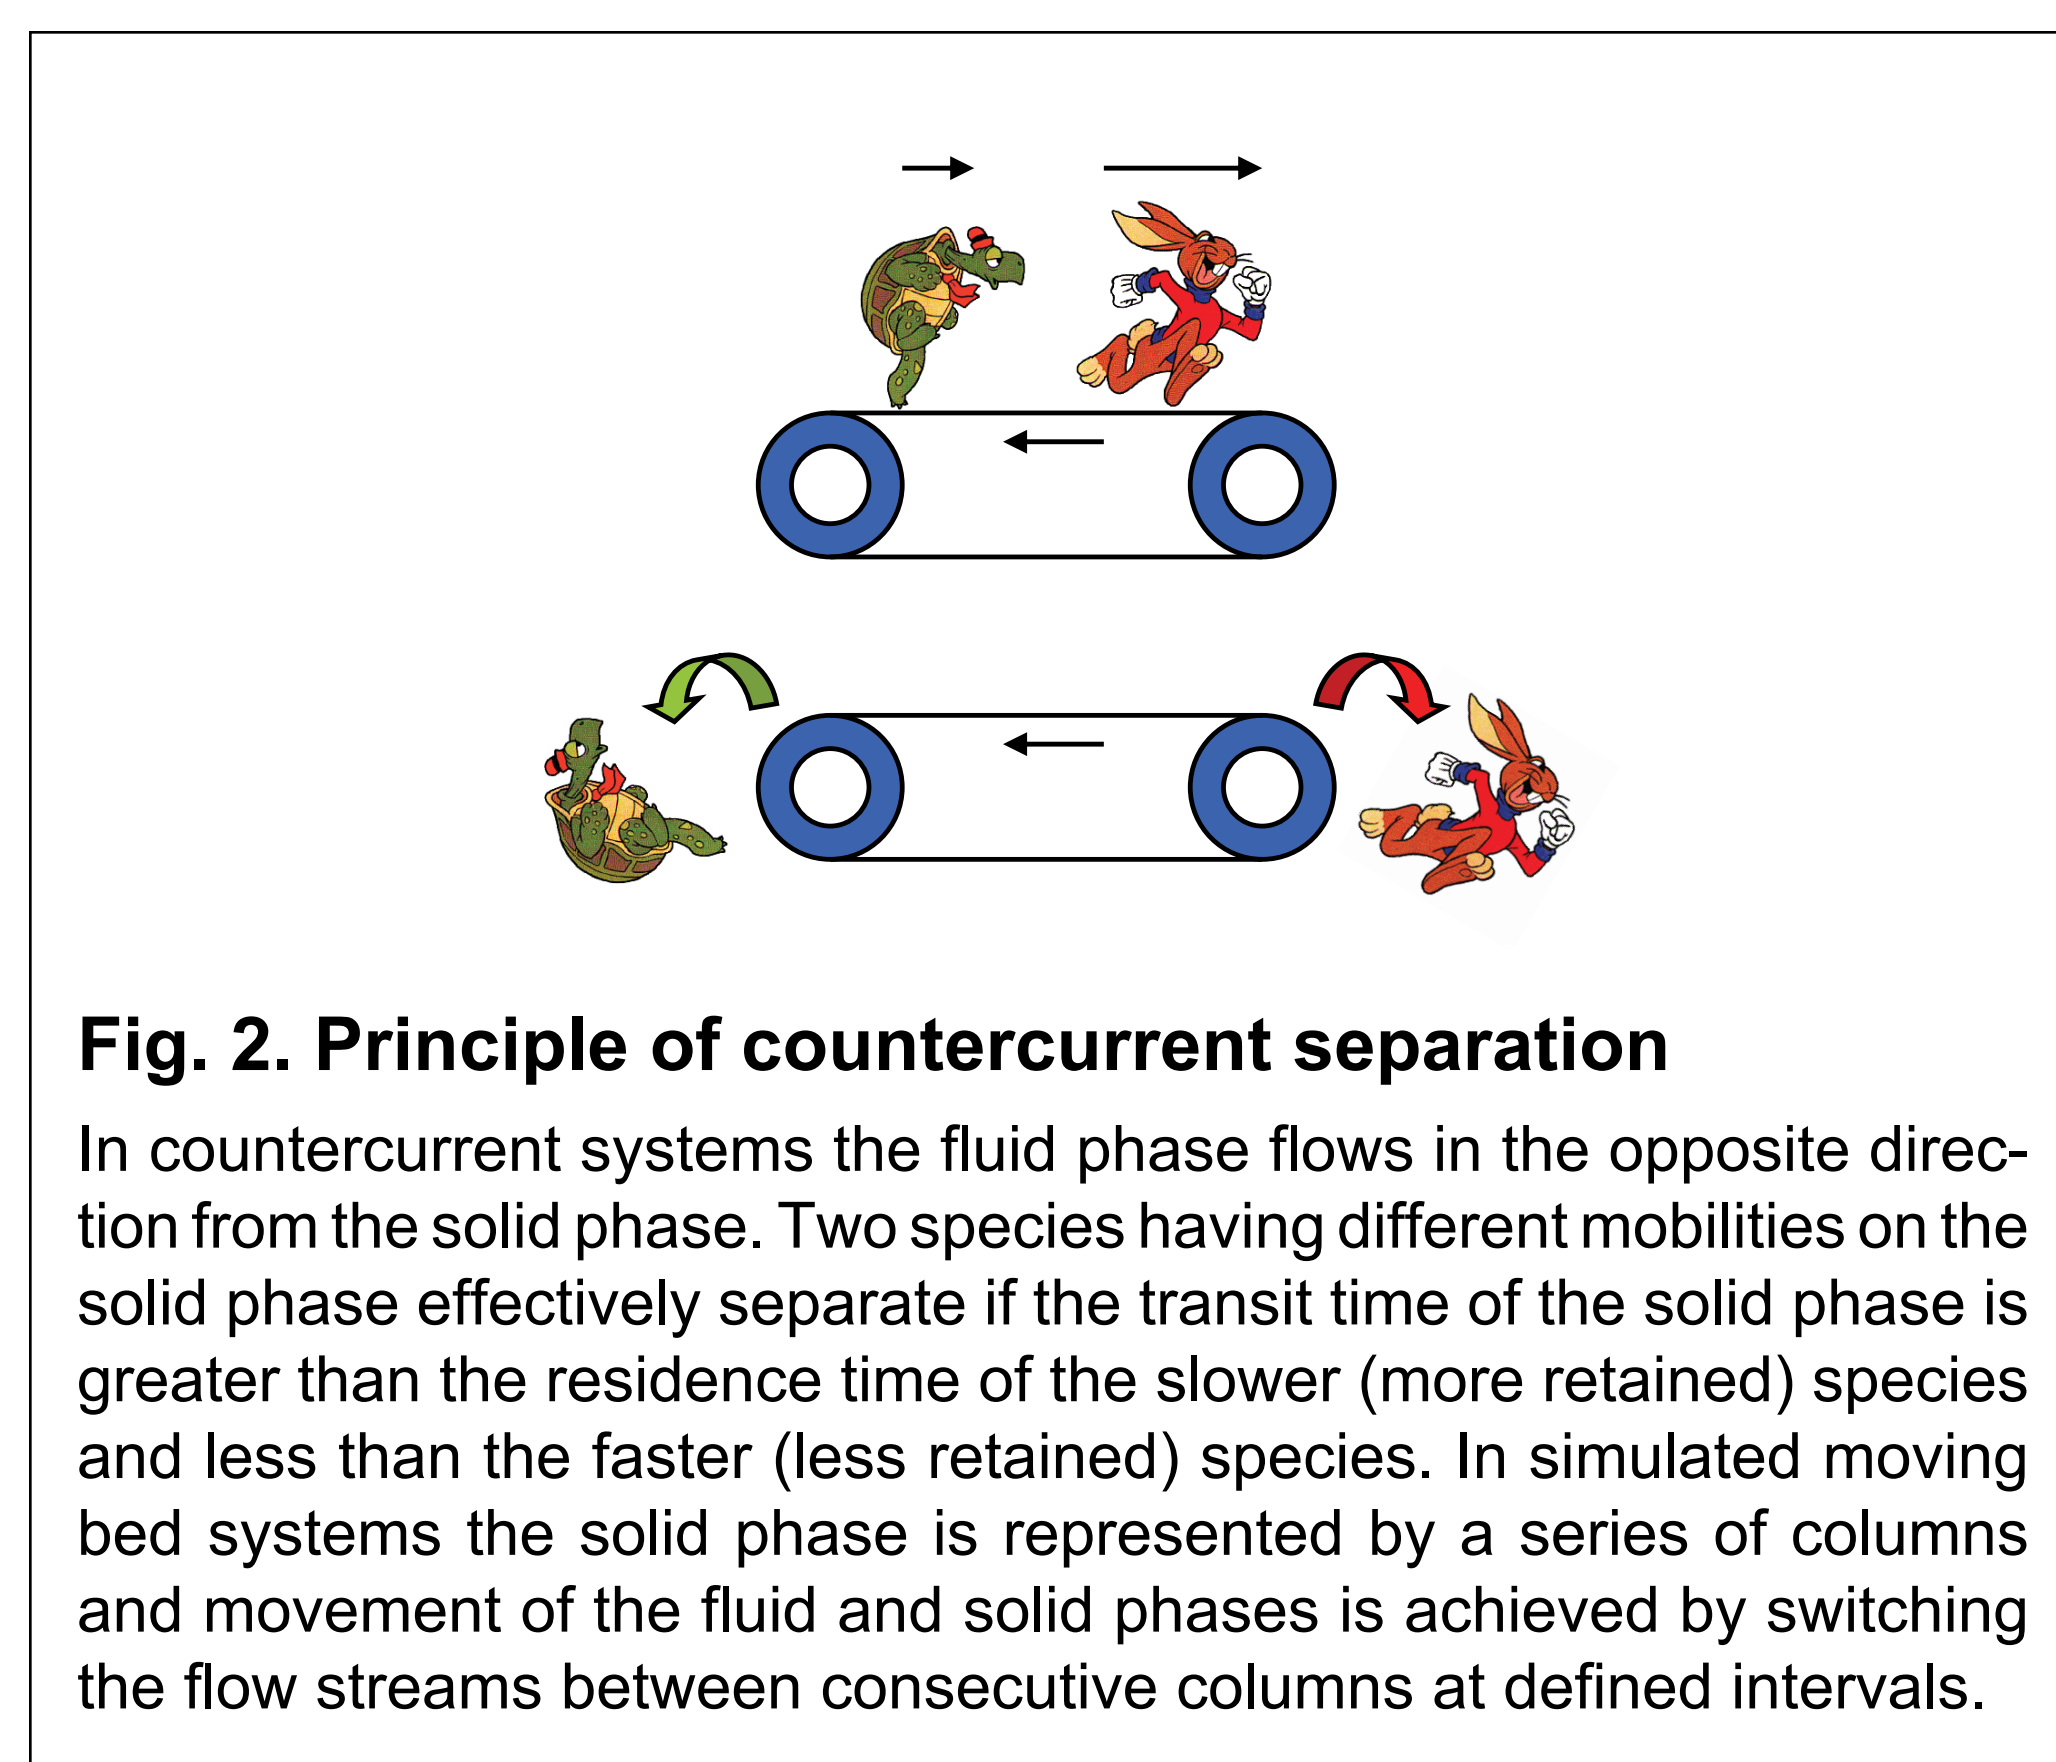 Fig. 2. Principle of countercurrent separation
In countercurrent systems the fluid phase flows in the opposite direc-
tion from the solid phase. Two species having different mobilities on the
solid phase effectively separate if the transit time of the solid phase is
greater than the residence time of the slower (more retained) species
and less than the faster (less retained) species. In simulated moving
bed systems the solid phase is represented by a series of columns
and movement of the fluid and solid phases is achieved by switching
the flow streams between consecutive columns at defined intervals.